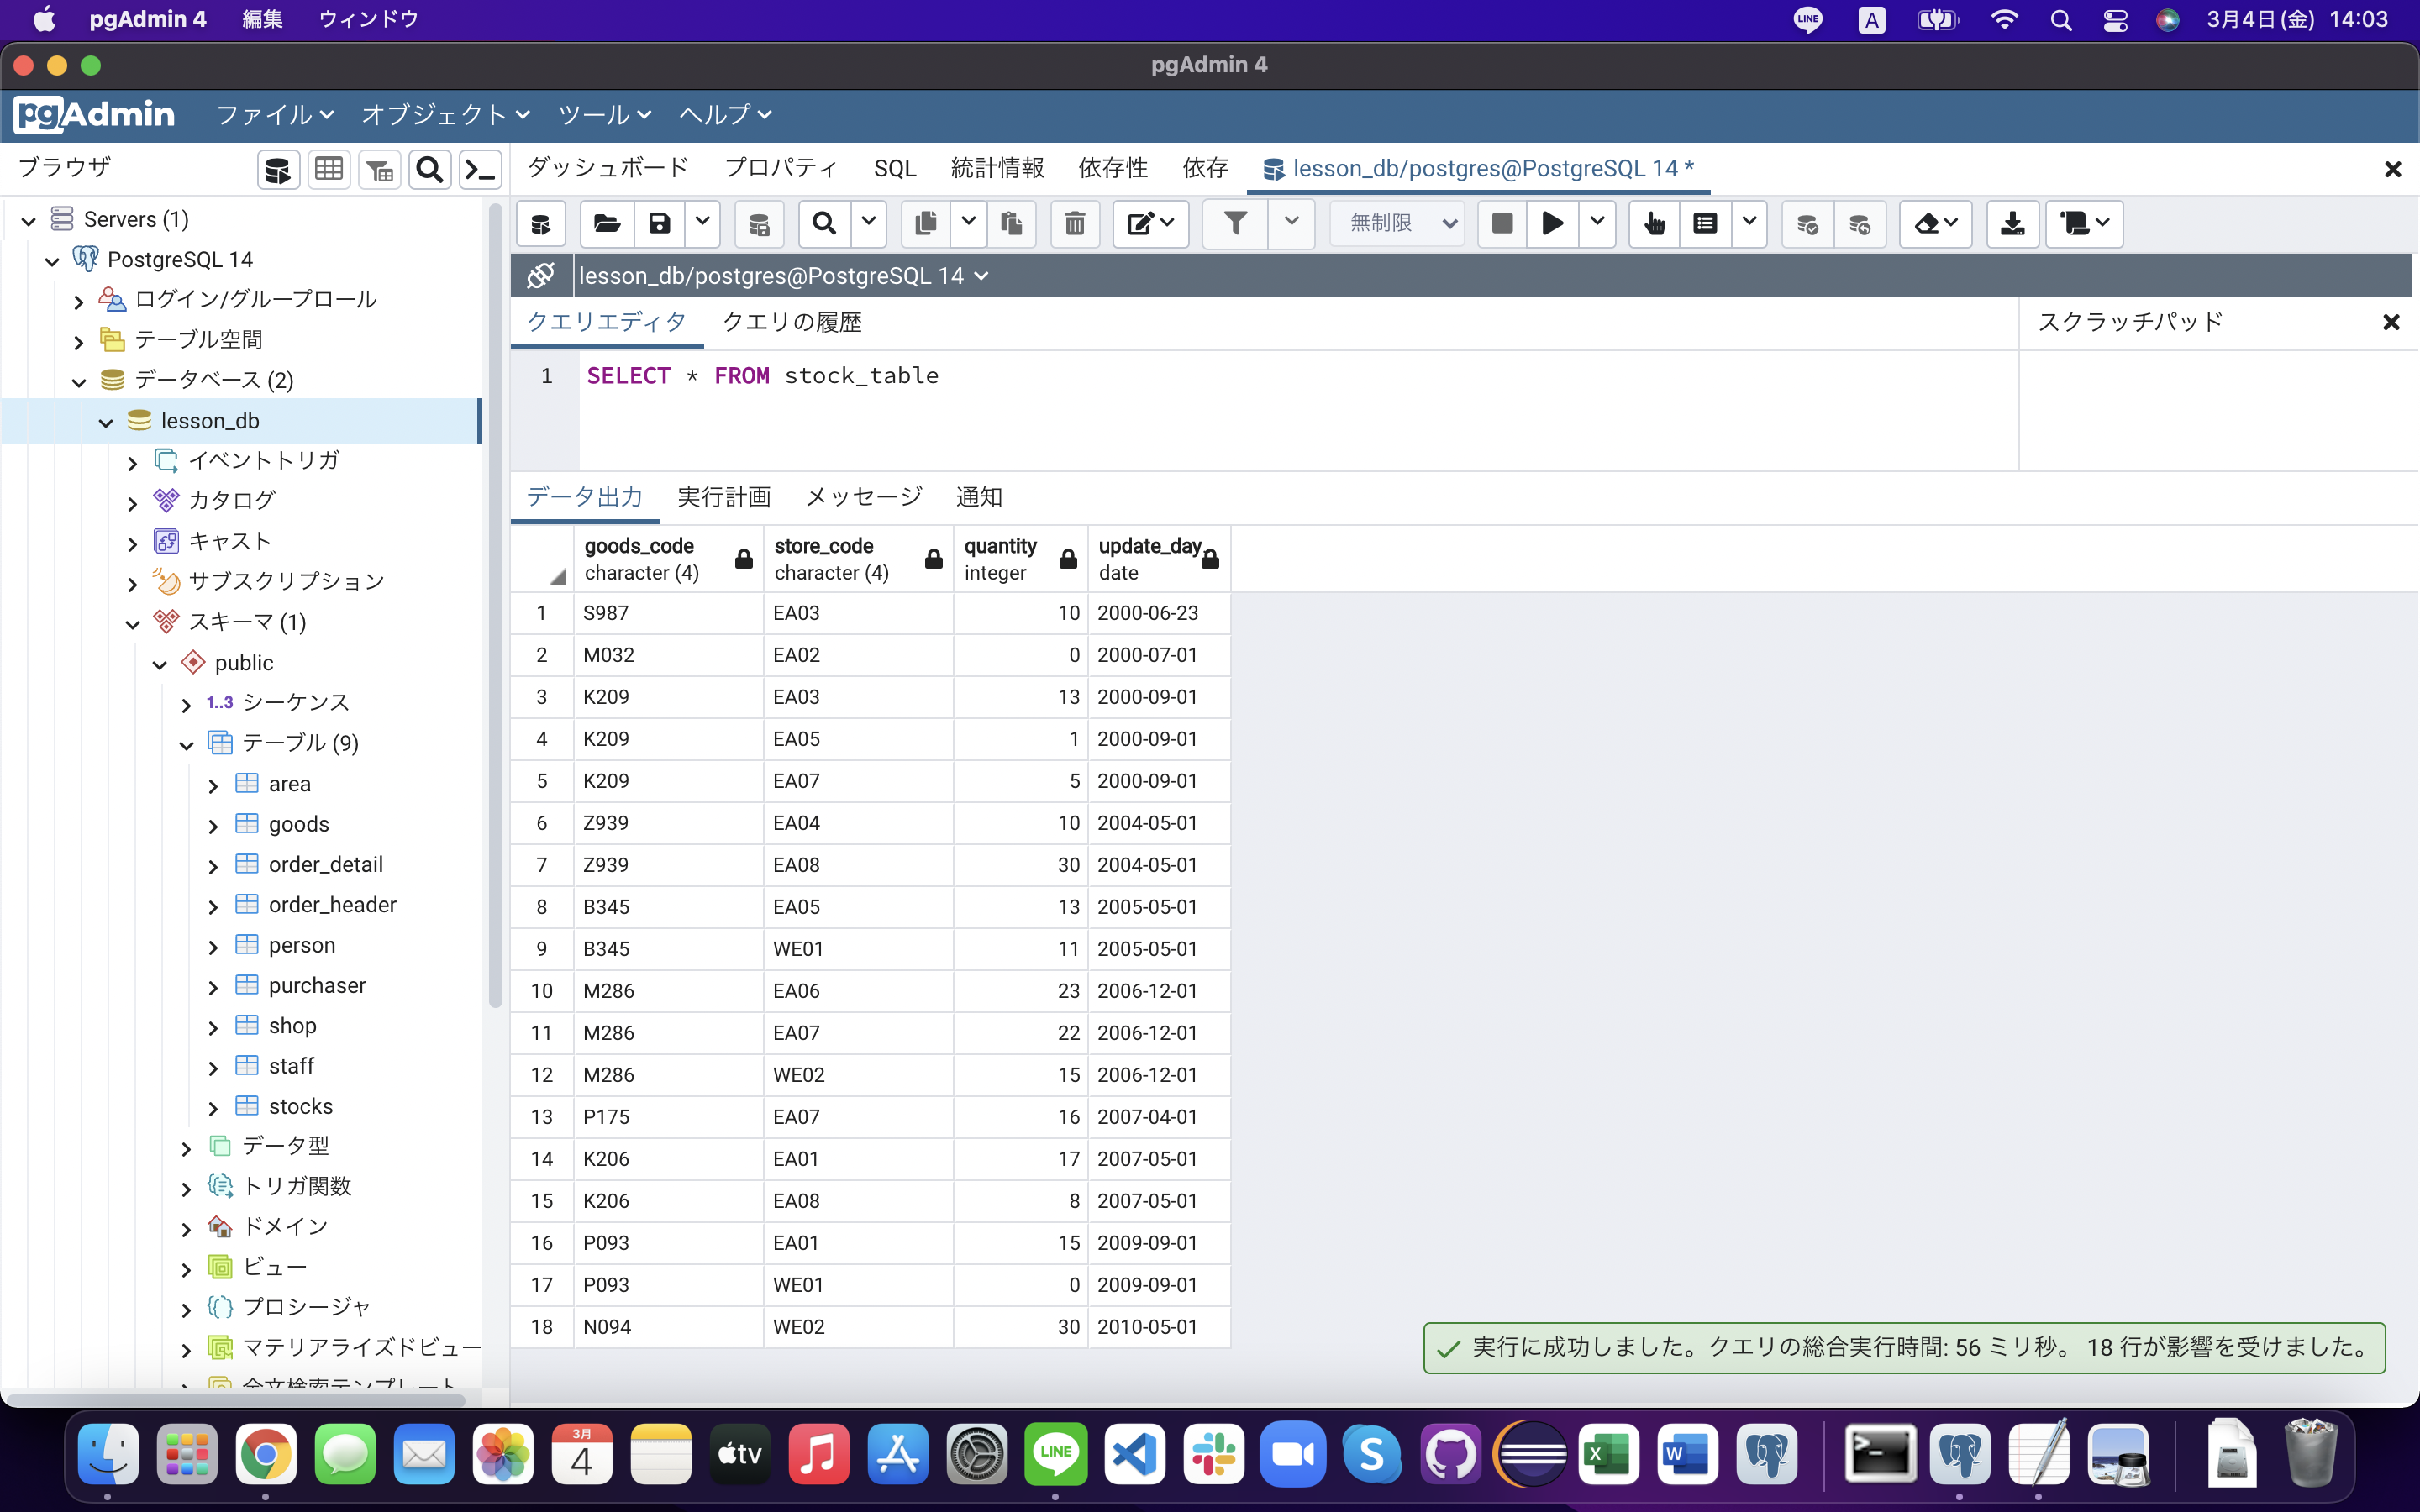 pgAdmin 4 編集 ウィンドウ LINE A 3月4日(金) 14:03
pgAdmin 4
pgAdmin ファイル オブジェクト ツール ヘルプ
ブラウザ ダッシュボード プロパティ SQL 統計情報 依存性 依存 lesson_db/postgres@PostgreSQL 14 *
無制限
lesson_db/postgres@PostgreSQL 14
クエリエディタ クエリの履歴 スクラッチパッド
1 SELECT * FROM stock_table
Servers (1)
PostgreSQL 14
ログイン/グループロール
テーブル空間
データベース (2)
lesson_db
イベントトリガ
カタログ
キャスト
サブスクリプション
スキーマ (1)
public
1..3 シーケンス
テーブル (9)
area
goods
order_detail
order_header
person
purchaser
shop
staff
stocks
データ型
トリガ関数
ドメイン
ビュー
プロシージャ
マテリアライズドビュー
全文検索テンプレート
データ出力 実行計画 メッセージ 通知
goods_code store_code quantity update_day
character (4) character (4) integer date
1 S987 EA03 10 2000-06-23
2 M032 EA02 0 2000-07-01
3 K209 EA03 13 2000-09-01
4 K209 EA05 1 2000-09-01
5 K209 EA07 5 2000-09-01
6 Z939 EA04 10 2004-05-01
7 Z939 EA08 30 2004-05-01
8 B345 EA05 13 2005-05-01
9 B345 WE01 11 2005-05-01
10 M286 EA06 23 2006-12-01
11 M286 EA07 22 2006-12-01
12 M286 WE02 15 2006-12-01
13 P175 EA07 16 2007-04-01
14 K206 EA01 17 2007-05-01
15 K206 EA08 8 2007-05-01
16 P093 EA01 15 2009-09-01
17 P093 WE01 0 2009-09-01
18 N094 WE02 30 2010-05-01
実行に成功しました。クエリの総合実行時間: 56 ミリ秒。 18 行が影響を受けました。
3月
4 tv LINE S X W